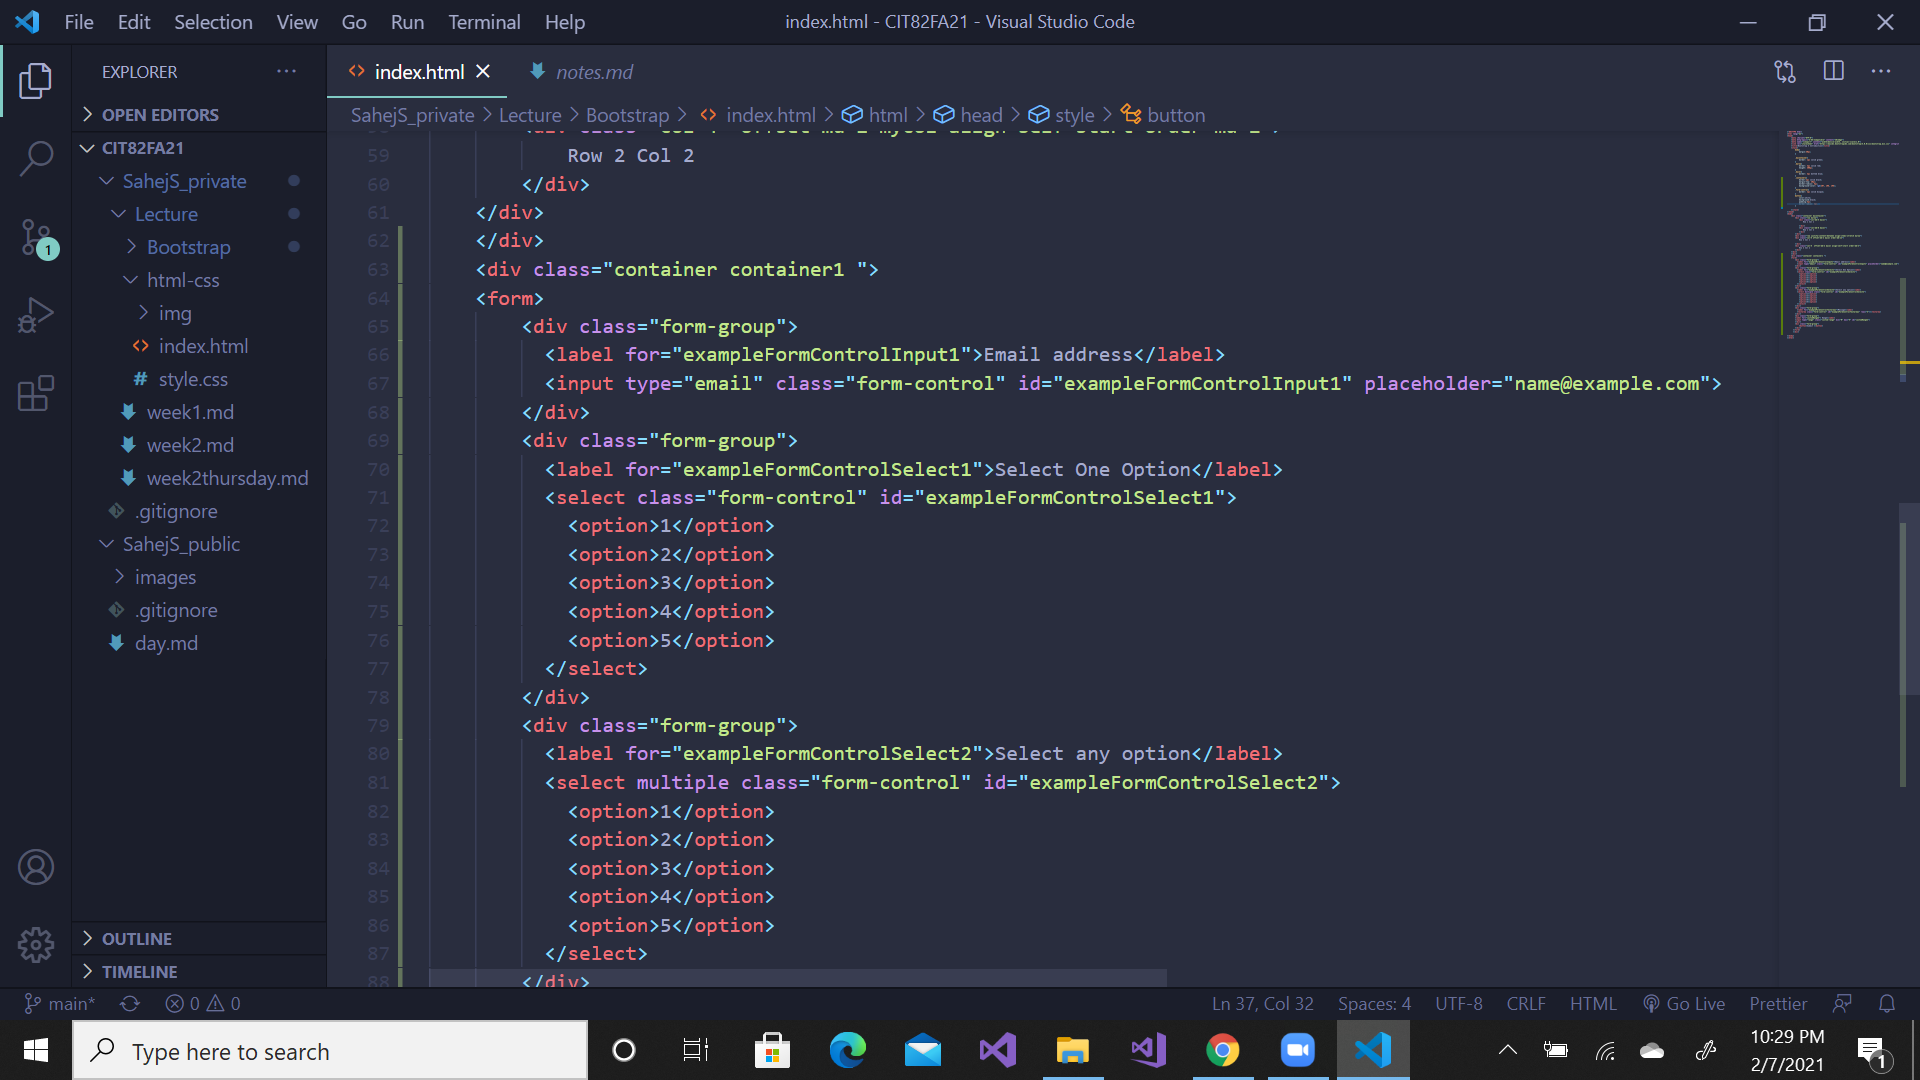 File Edit Selection View Go Run Terminal Help
index.html - CIT82FA21 - Visual Studio Code
EXPLORER
index.html
notes.md
OPEN EDITORS
SahejS_private > Lecture > Bootstrap > index.html > html > head > style > button
CIT82FA21
SahejS_private
Lecture
Bootstrap
html-css
img
index.html
style.css
week1.md
week2.md
week2thursday.md
.gitignore
SahejS_public
images
.gitignore
day.md
OUTLINE
TIMELINE
1
59 Row 2 Col 2
60 </div>
61 </div>
62 </div>
63 <div class="container container1 ">
64 <form>
65 <div class="form-group">
66 <label for="exampleFormControlInput1">Email address</label>
67 <input type="email" class="form-control" id="exampleFormControlInput1" placeholder="name@example.com">
68 </div>
69 <div class="form-group">
70 <label for="exampleFormControlSelect1">Select One Option</label>
71 <select class="form-control" id="exampleFormControlSelect1">
72 <option>1</option>
73 <option>2</option>
74 <option>3</option>
75 <option>4</option>
76 <option>5</option>
77 </select>
78 </div>
79 <div class="form-group">
80 <label for="exampleFormControlSelect2">Select any option</label>
81 <select multiple class="form-control" id="exampleFormControlSelect2">
82 <option>1</option>
83 <option>2</option>
84 <option>3</option>
85 <option>4</option>
86 <option>5</option>
87 </select>
88 </div>
main* 0 0
Ln 37, Col 32 Spaces: 4 UTF-8 CRLF HTML Go Live Prettier
Type here to search
10:29 PM
2/7/2021
1